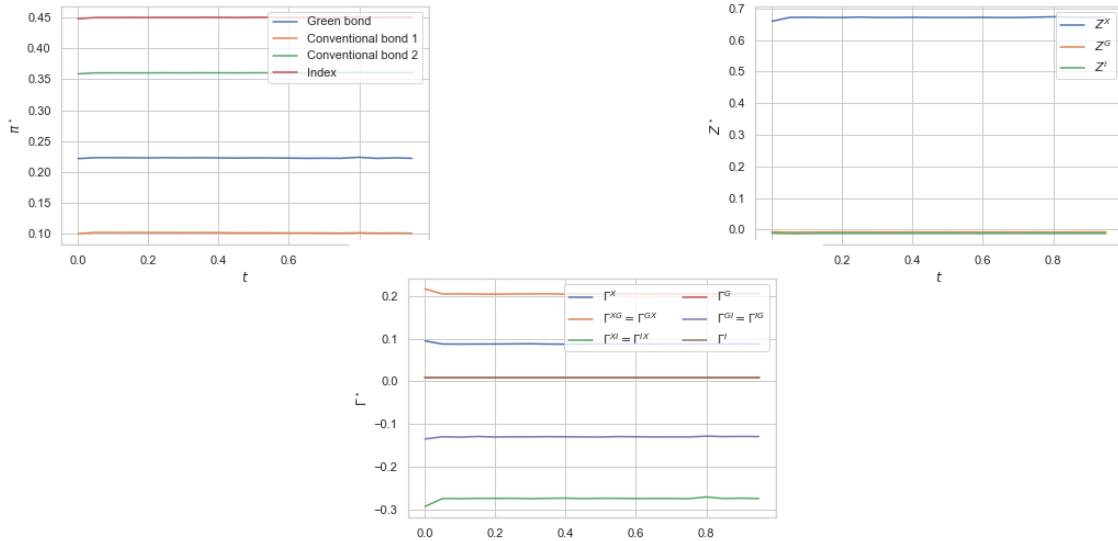 0.45
0.40
0.35
0.30
0.25
0.20
0.15
0.10
π*
0.0 0.2 0.4 0.6
t
Green bond
Conventional bond 1
Conventional bond 2
Index
0.7
0.6
0.5
0.4
0.3
0.2
0.1
0.0
Z*
0.2 0.4 0.6 0.8
t
Z^X
Z^G
Z^I
0.2
0.1
0.0
−0.1
−0.2
−0.3
Γ*
0.0 0.2 0.4 0.6 0.8
Γ^X Γ^G
Γ^XG = Γ^GX Γ^GI = Γ^IG
Γ^XI = Γ^IX Γ^I